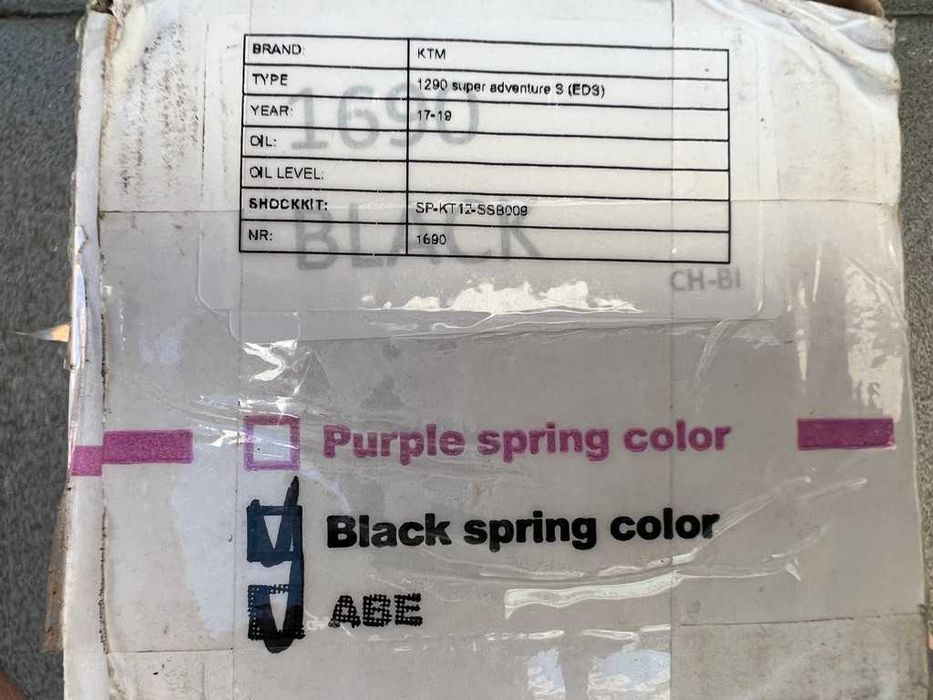 BRAND: KTM
TYPE 1290 super adventure S (EDS)
YEAR: 17-19
OIL:
OIL LEVEL:
SHOCKKIT: SP-KT12-SSB009
NR: 1690
1690
BLACK
CH-BI
Purple spring color
Black spring color
ABE